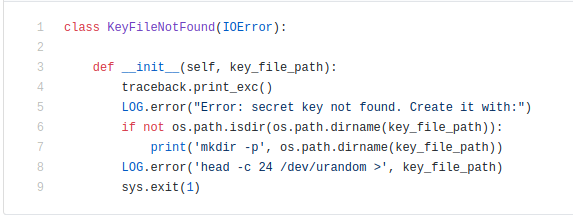 1 class KeyFileNotFound(IOError):
2
3     def __init__(self, key_file_path):
4         traceback.print_exc()
5         LOG.error("Error: secret key not found. Create it with:")
6         if not os.path.isdir(os.path.dirname(key_file_path)):
7             print('mkdir -p', os.path.dirname(key_file_path))
8         LOG.error('head -c 24 /dev/urandom >', key_file_path)
9         sys.exit(1)